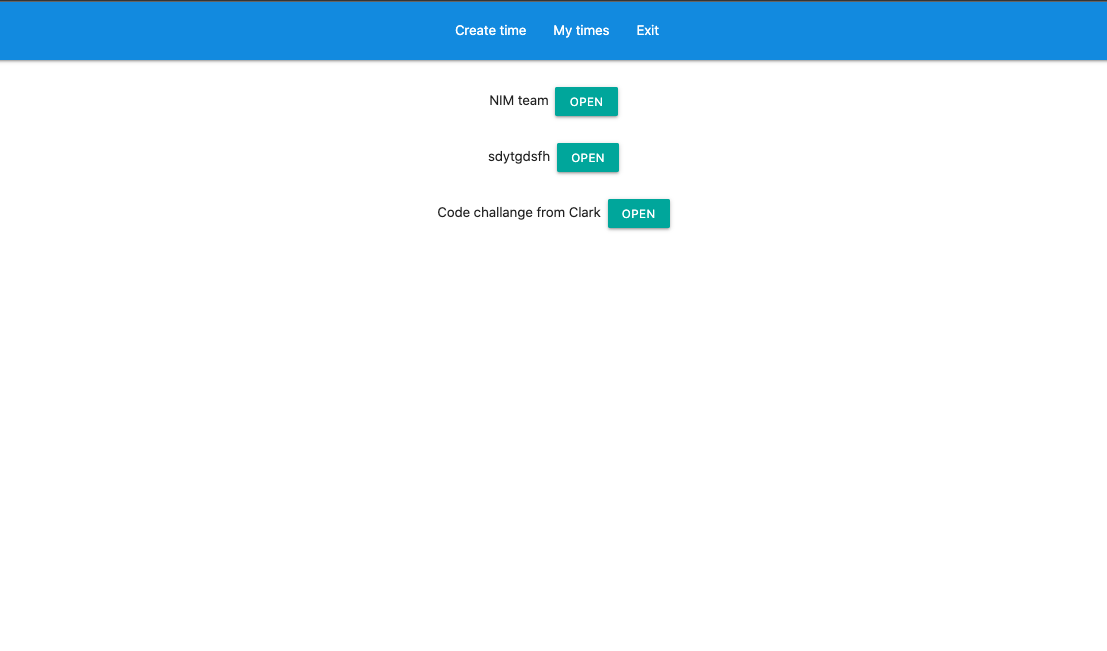 Create time My times Exit
NIM team OPEN
sdytgdsfh OPEN
Code challange from Clark OPEN